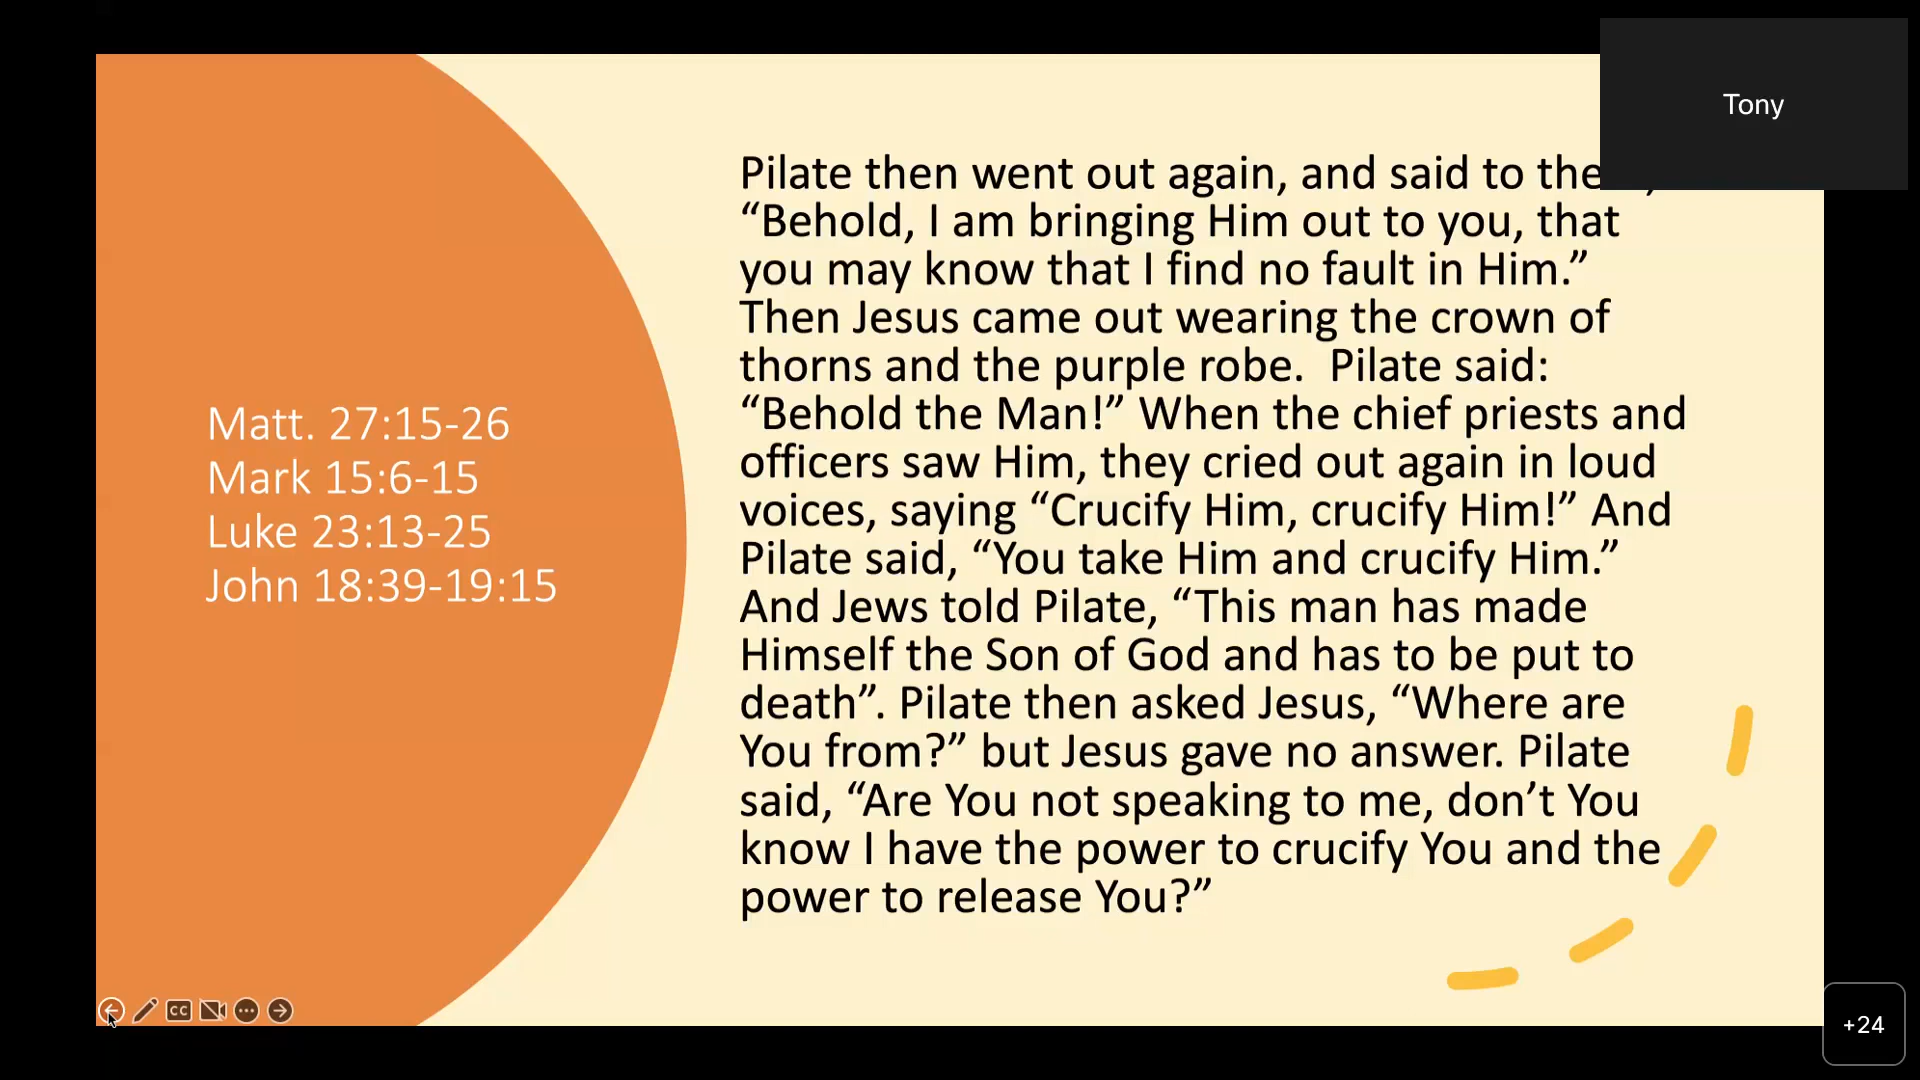 Tony
Matt. 27:15-26
Mark 15:6-15
Luke 23:13-25
John 18:39-19:15
Pilate then went out again, and said to
“Behold, I am bringing Him out to you, that
you may know that I find no fault in Him.”
Then Jesus came out wearing the crown of
thorns and the purple robe.  Pilate said:
“Behold the Man!” When the chief priests and
officers saw Him, they cried out again in loud
voices, saying “Crucify Him, crucify Him!” And
Pilate said, “You take Him and crucify Him.”
And Jews told Pilate, “This man has made
Himself the Son of God and has to be put to
death”. Pilate then asked Jesus, “Where are
You from?” but Jesus gave no answer. Pilate
said, “Are You not speaking to me, don’t You
know I have the power to crucify You and the
power to release You?”
CC
+24